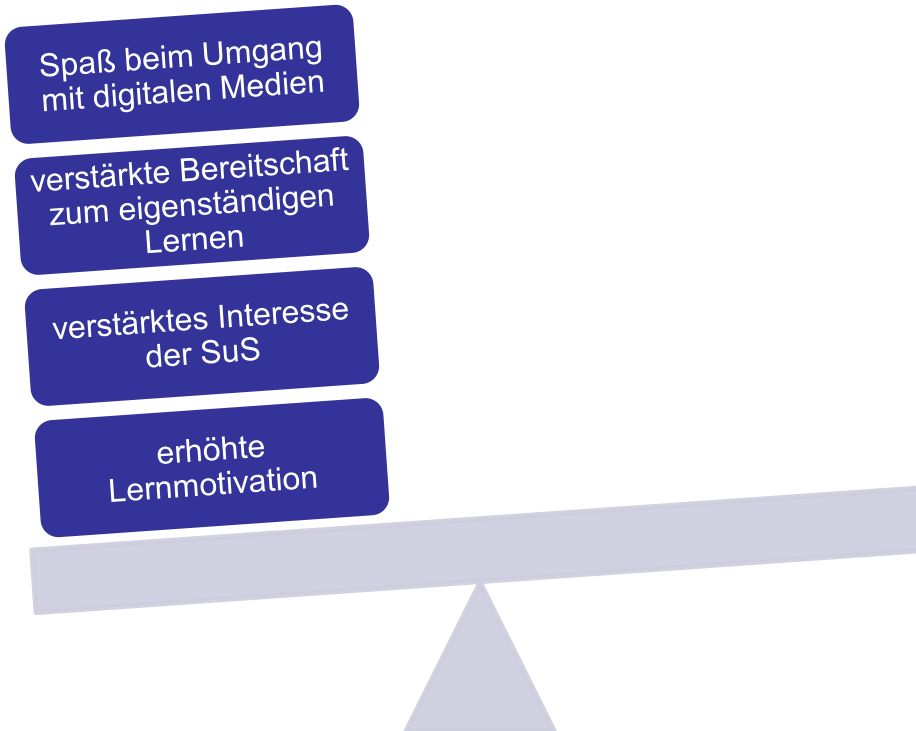 Spaß beim Umgang
mit digitalen Medien
verstärkte Bereitschaft
zum eigenständigen
Lernen
verstärktes Interesse
der SuS
erhöhte
Lernmotivation